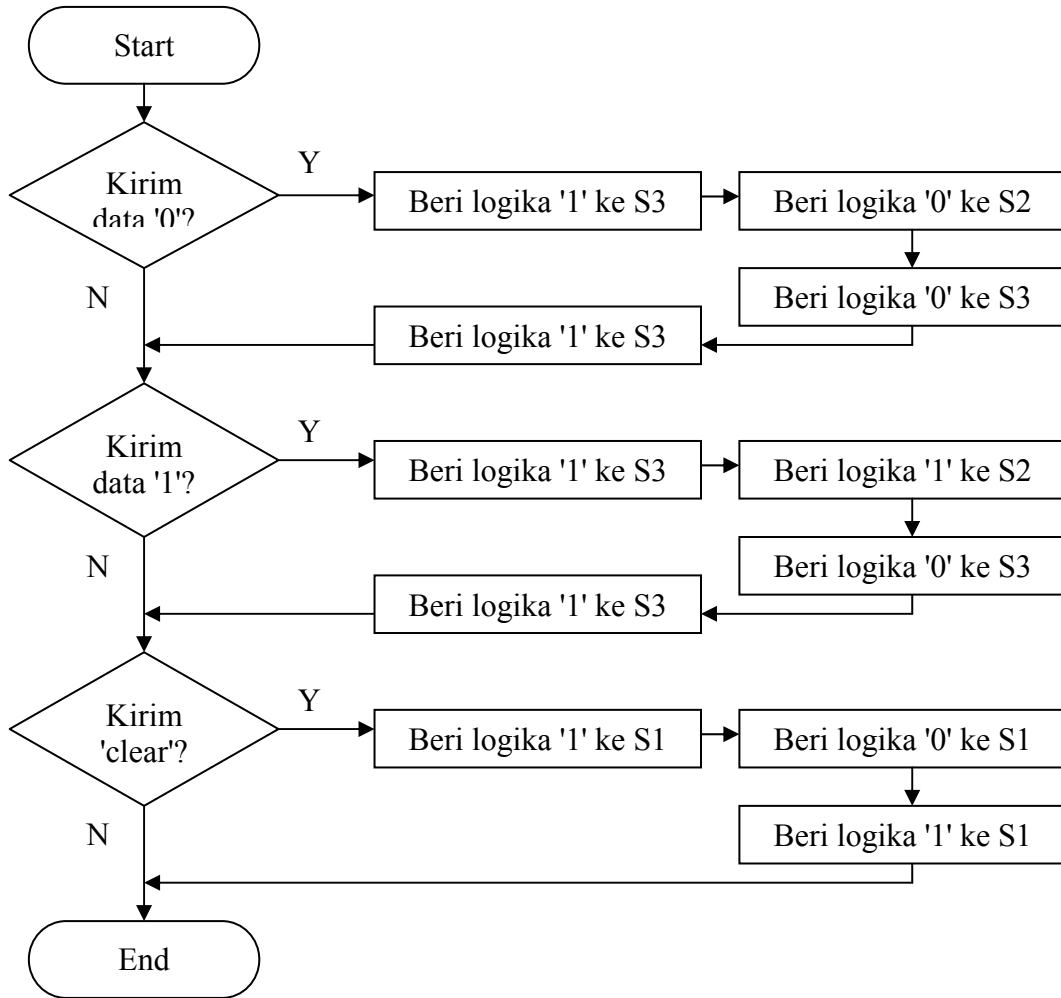 Start
Kirim
data '0'?
Y
Beri logika '1' ke S3
Beri logika '0' ke S2
Beri logika '0' ke S3
Beri logika '1' ke S3
N
Kirim
data '1'?
Y
Beri logika '1' ke S3
Beri logika '1' ke S2
Beri logika '0' ke S3
Beri logika '1' ke S3
N
Kirim
'clear'?
Y
Beri logika '1' ke S1
Beri logika '0' ke S1
Beri logika '1' ke S1
N
End